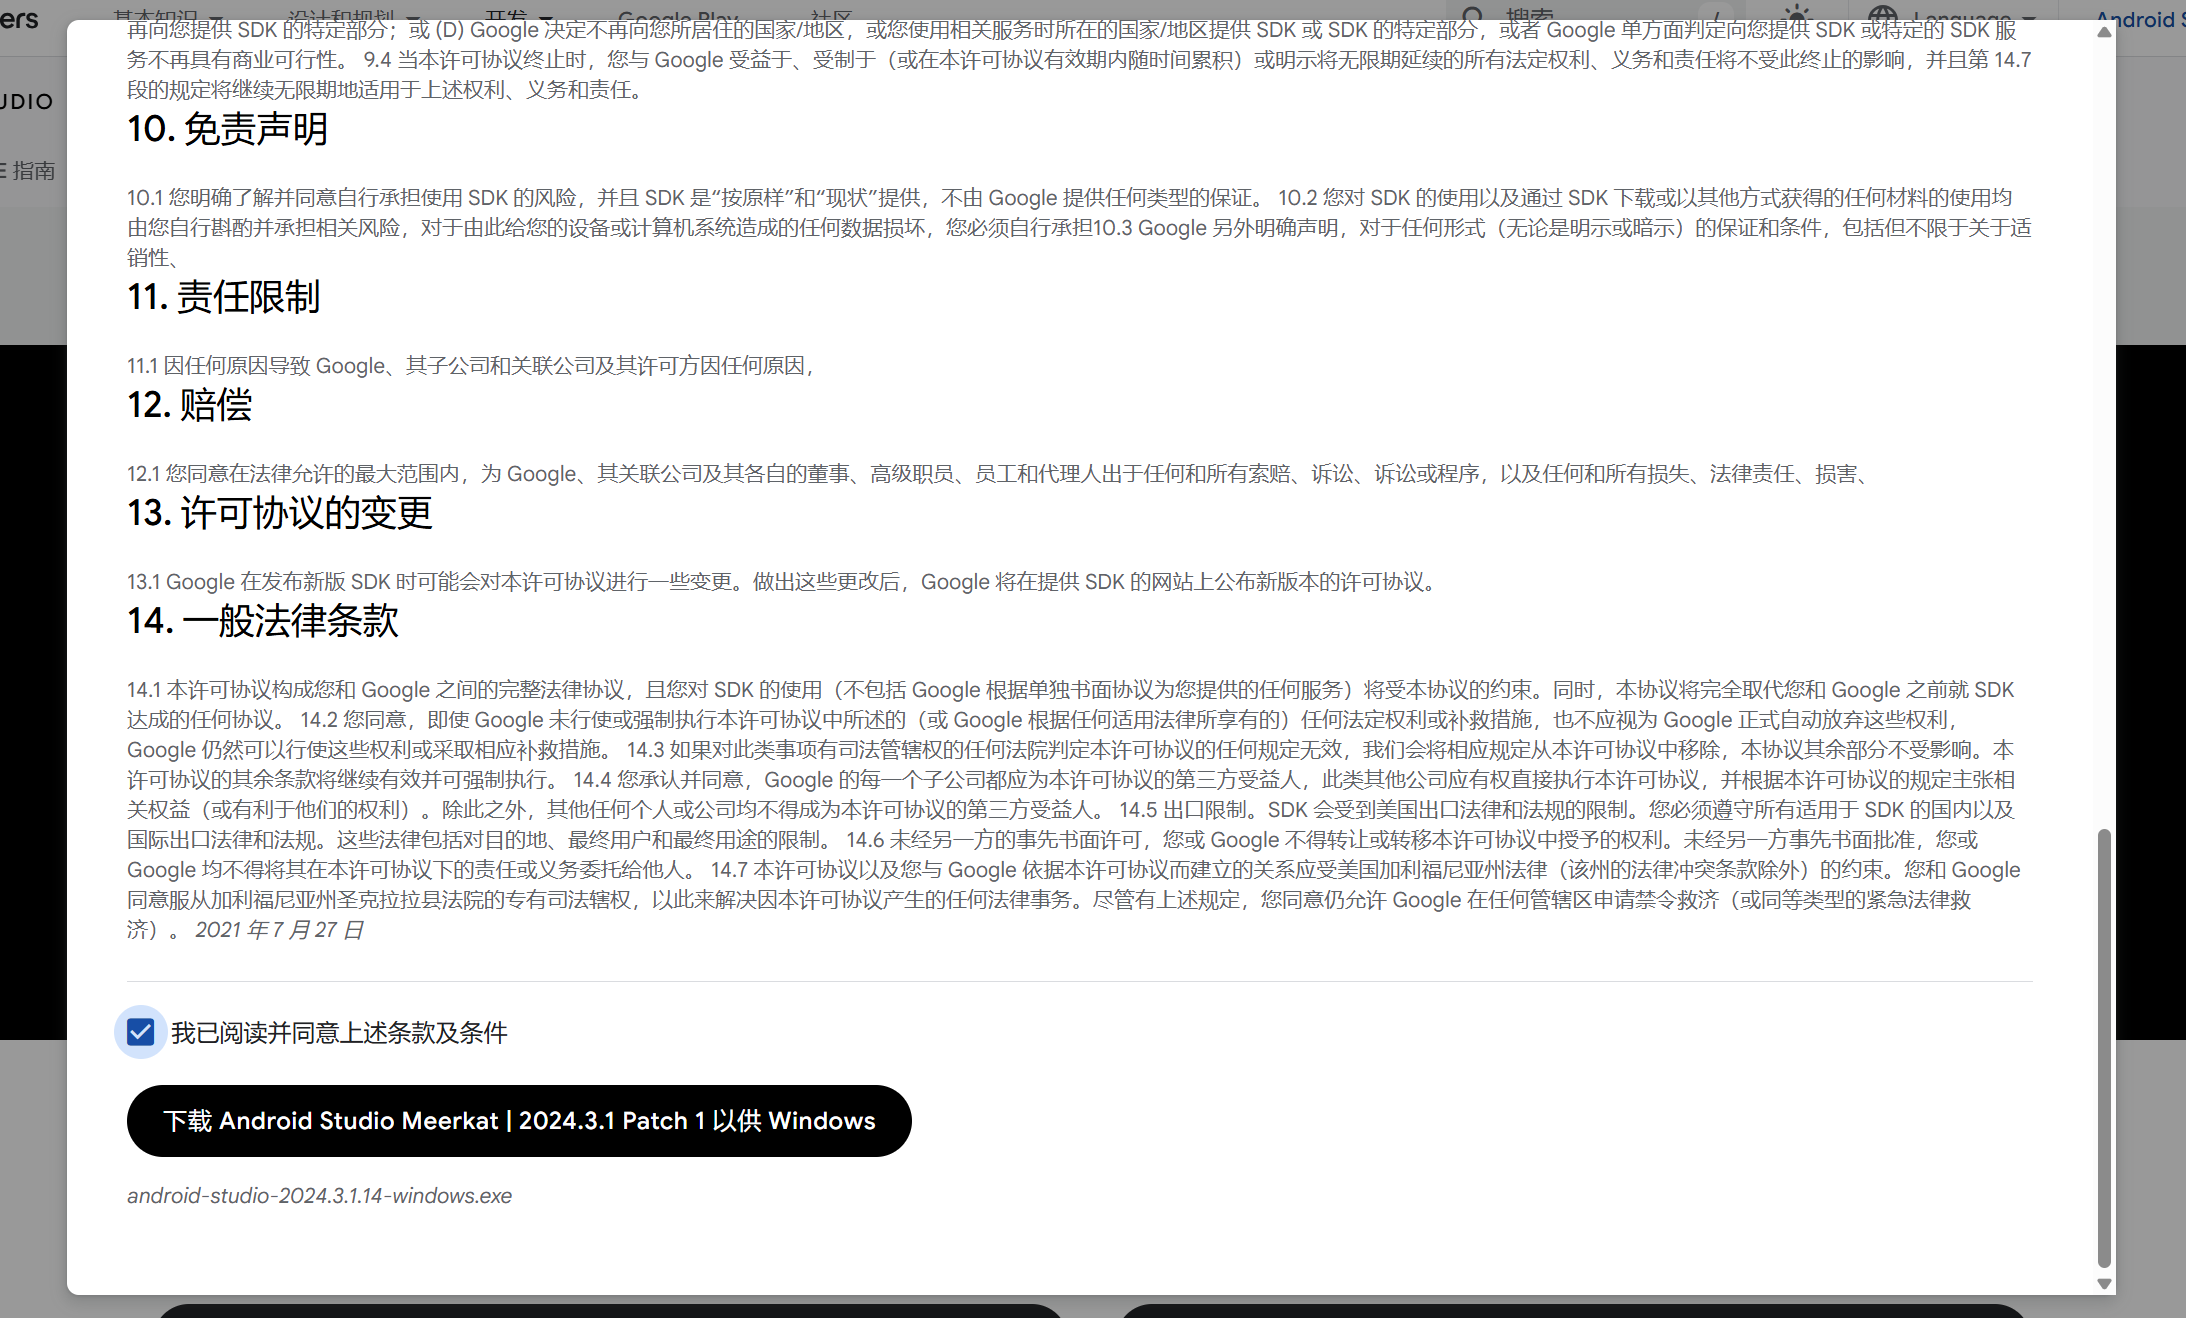 ers
Android S
UDIO
指南
再向您提供 SDK 的特定部分；或 (D) Google 决定不再向您所居住的国家/地区，或您使用相关服务时所在的国家/地区提供 SDK 或 SDK 的特定部分，或者 Google 单方面判定向您提供 SDK 或特定的 SDK 服
务不再具有商业可行性。 9.4 当本许可协议终止时，您与 Google 受益于、受制于（或在本许可协议有效期内随时间累积）或明示将无限期延续的所有法定权利、义务和责任将不受此终止的影响，并且第 14.7
段的规定将继续无限期地适用于上述权利、义务和责任。
10. 免责声明
10.1 您明确了解并同意自行承担使用 SDK 的风险，并且 SDK 是“按原样”和“现状”提供，不由 Google 提供任何类型的保证。 10.2 您对 SDK 的使用以及通过 SDK 下载或以其他方式获得的任何材料的使用均
由您自行斟酌并承担相关风险，对于由此给您的设备或计算机系统造成的任何数据损坏，您必须自行承担10.3 Google 另外明确声明，对于任何形式（无论是明示或暗示）的保证和条件，包括但不限于关于适
销性、
11. 责任限制
11.1 因任何原因导致 Google、其子公司和关联公司及其许可方因任何原因，
12. 赔偿
12.1 您同意在法律允许的最大范围内，为 Google、其关联公司及其各自的董事、高级职员、员工和代理人出于任何和所有索赔、诉讼、诉讼或程序，以及任何和所有损失、法律责任、损害、
13. 许可协议的变更
13.1 Google 在发布新版 SDK 时可能会对本许可协议进行一些变更。做出这些更改后，Google 将在提供 SDK 的网站上公布新版本的许可协议。
14. 一般法律条款
14.1 本许可协议构成您和 Google 之间的完整法律协议，且您对 SDK 的使用（不包括 Google 根据单独书面协议为您提供的任何服务）将受本协议的约束。同时，本协议将完全取代您和 Google 之前就 SDK
达成的任何协议。 14.2 您同意，即使 Google 未行使或强制执行本许可协议中所述的（或 Google 根据任何适用法律所享有的）任何法定权利或补救措施，也不应视为 Google 正式自动放弃这些权利，
Google 仍然可以行使这些权利或采取相应补救措施。 14.3 如果对此类事项有司法管辖权的任何法院判定本许可协议的任何规定无效，我们会将相应规定从本许可协议中移除，本协议其余部分不受影响。本
许可协议的其余条款将继续有效并可强制执行。 14.4 您承认并同意，Google 的每一个子公司都应为本许可协议的第三方受益人，此类其他公司应有权直接执行本许可协议，并根据本许可协议的规定主张相
关权益（或有利于他们的权利）。除此之外，其他任何个人或公司均不得成为本许可协议的第三方受益人。 14.5 出口限制。SDK 会受到美国出口法律和法规的限制。您必须遵守所有适用于 SDK 的国内以及
国际出口法律和法规。这些法律包括对目的地、最终用户和最终用途的限制。 14.6 未经另一方的事先书面许可，您或 Google 不得转让或转移本许可协议中授予的权利。未经另一方事先书面批准，您或
Google 均不得将其在本许可协议下的责任或义务委托给他人。 14.7 本许可协议以及您与 Google 依据本许可协议而建立的关系应受美国加利福尼亚州法律（该州的法律冲突条款除外）的约束。您和 Google
同意服从加利福尼亚州圣克拉拉县法院的专有司法辖权，以此来解决因本许可协议产生的任何法律事务。尽管有上述规定，您同意仍允许 Google 在任何管辖区申请禁令救济（或同等类型的紧急法律救
济）。 2021 年 7 月 27 日
我已阅读并同意上述条款及条件
下载 Android Studio Meerkat | 2024.3.1 Patch 1 以供 Windows
android-studio-2024.3.1.14-windows.exe